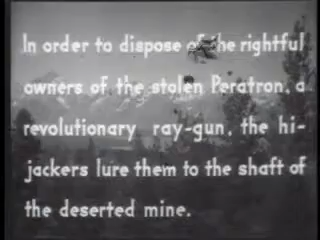 In order to dispose of the rightful
owners of the stolen Peratron, a
revolutionary ray-gun, the hi-
jackers lure them to the shaft of
the deserted mine.